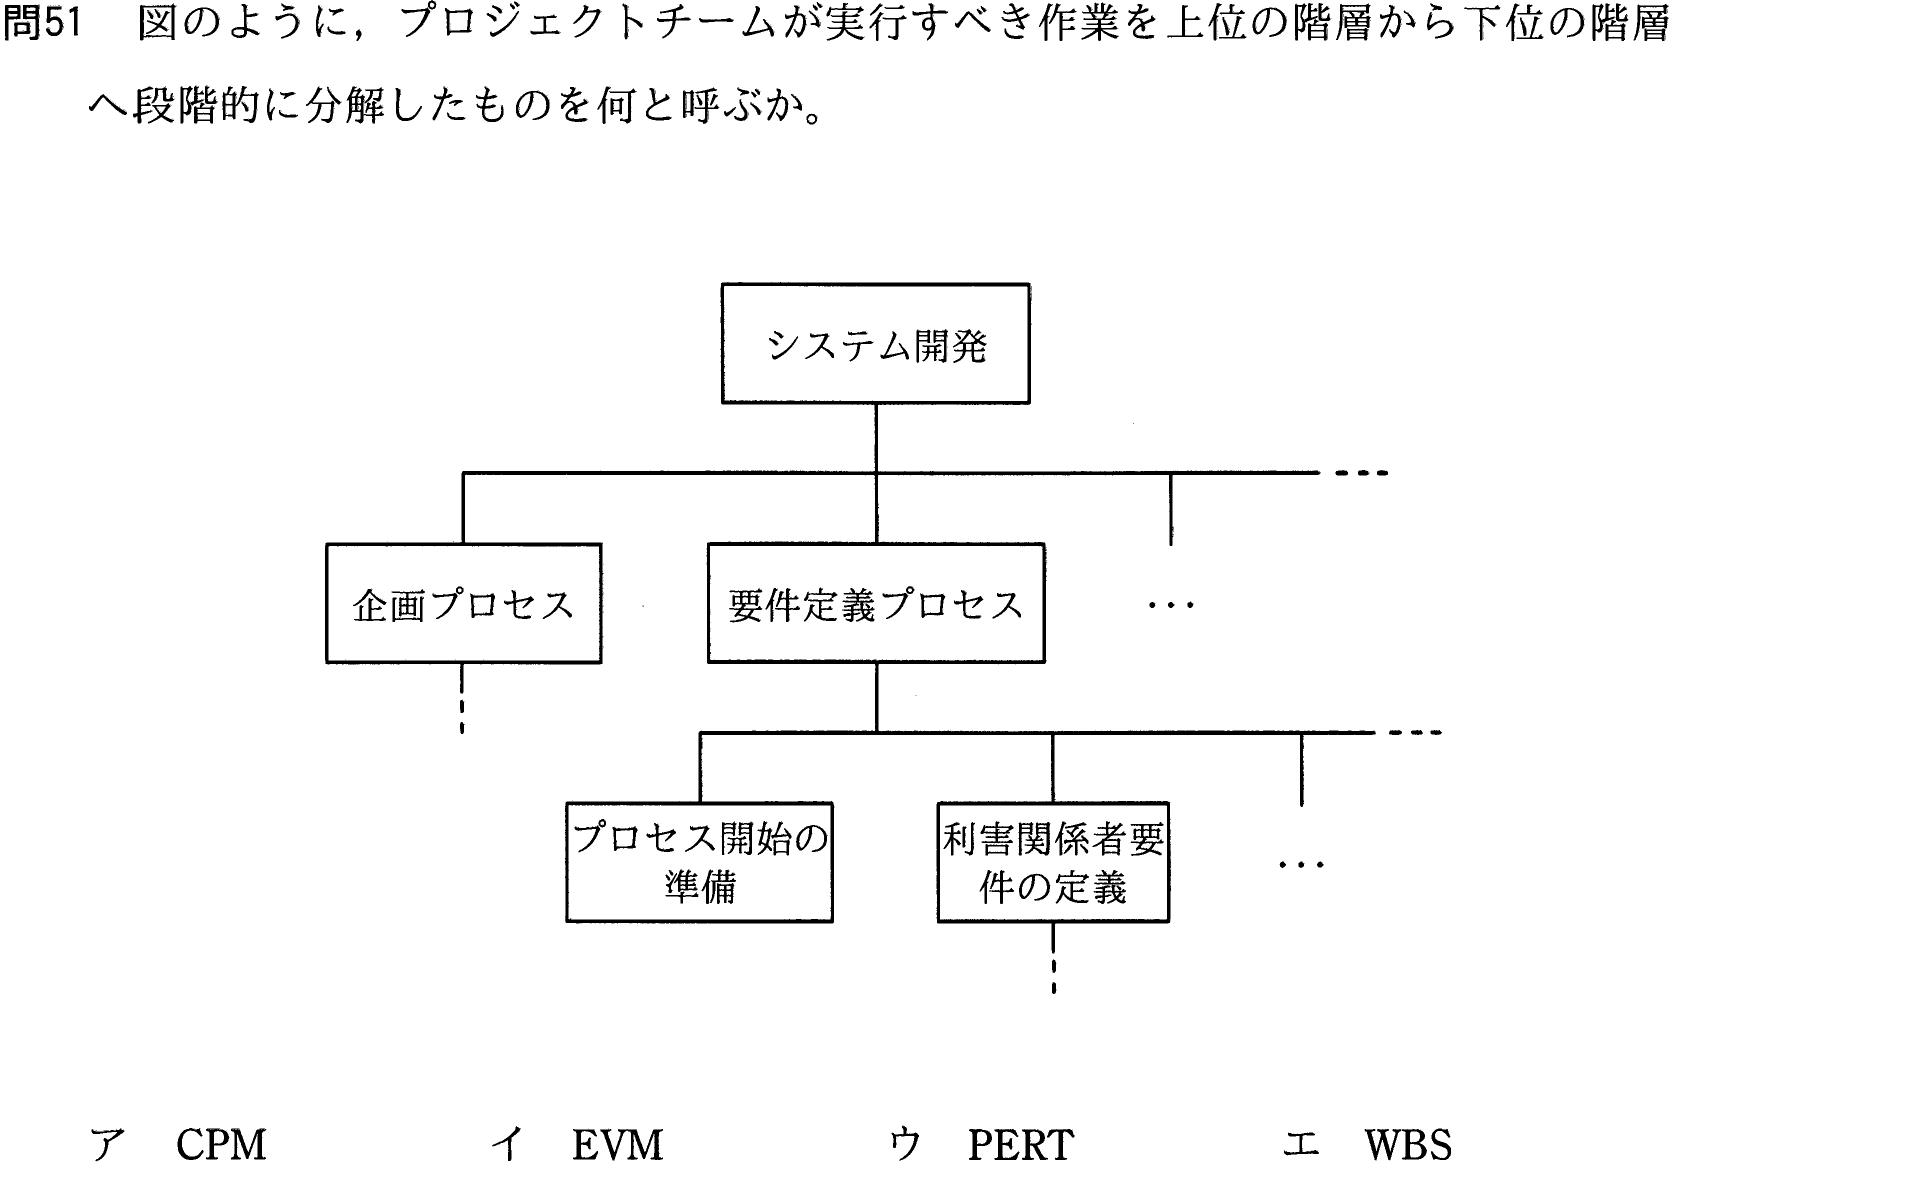 問51 図のように，プロジェクトチームが実行すべき作業を上位の階層から下位の階層
へ段階的に分解したものを何と呼ぶか。
システム開発
企画プロセス
要件定義プロセス
…
プロセス開始の
準備
利害関係者要
件の定義
…
ア CPM イ EVM ウ PERT エ WBS